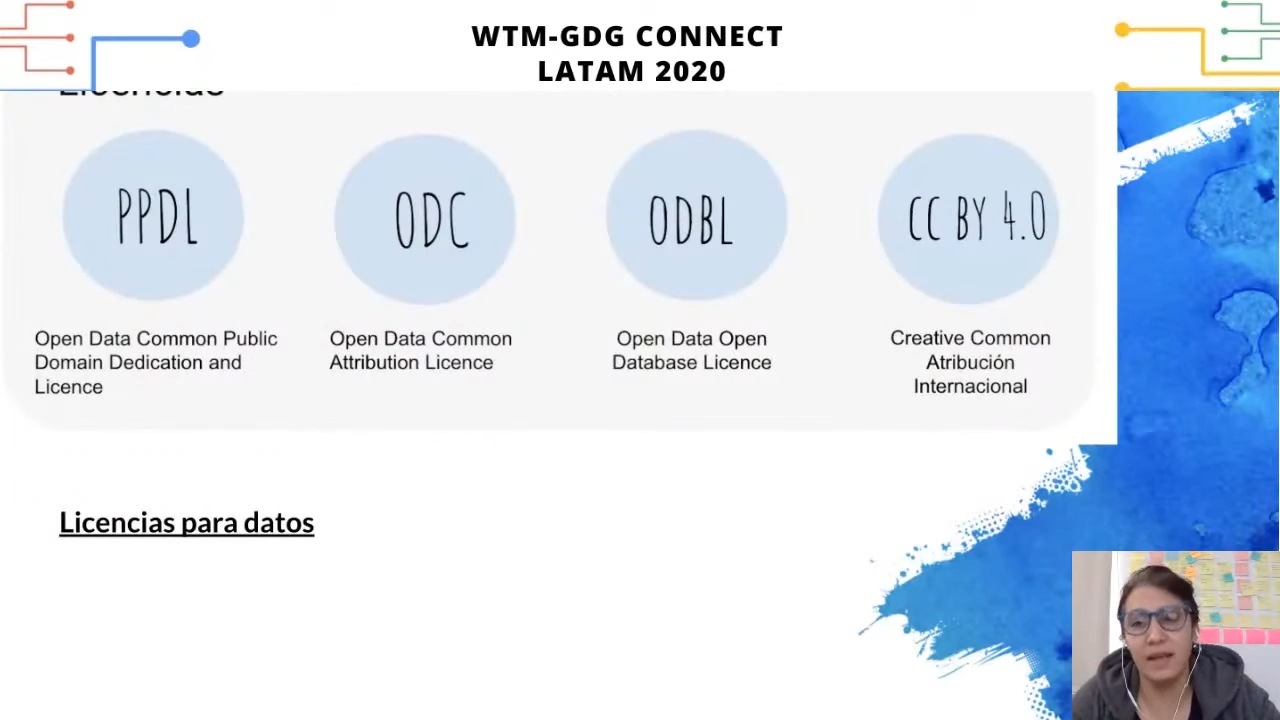 WTM-GDG CONNECT
LATAM 2020
Licencias
PPDL
ODC
ODBL
CC BY 4.0
Open Data Common Public
Domain Dedication and
Licence
Open Data Common
Attribution Licence
Open Data Open
Database Licence
Creative Common
Atribución
Internacional
Licencias para datos